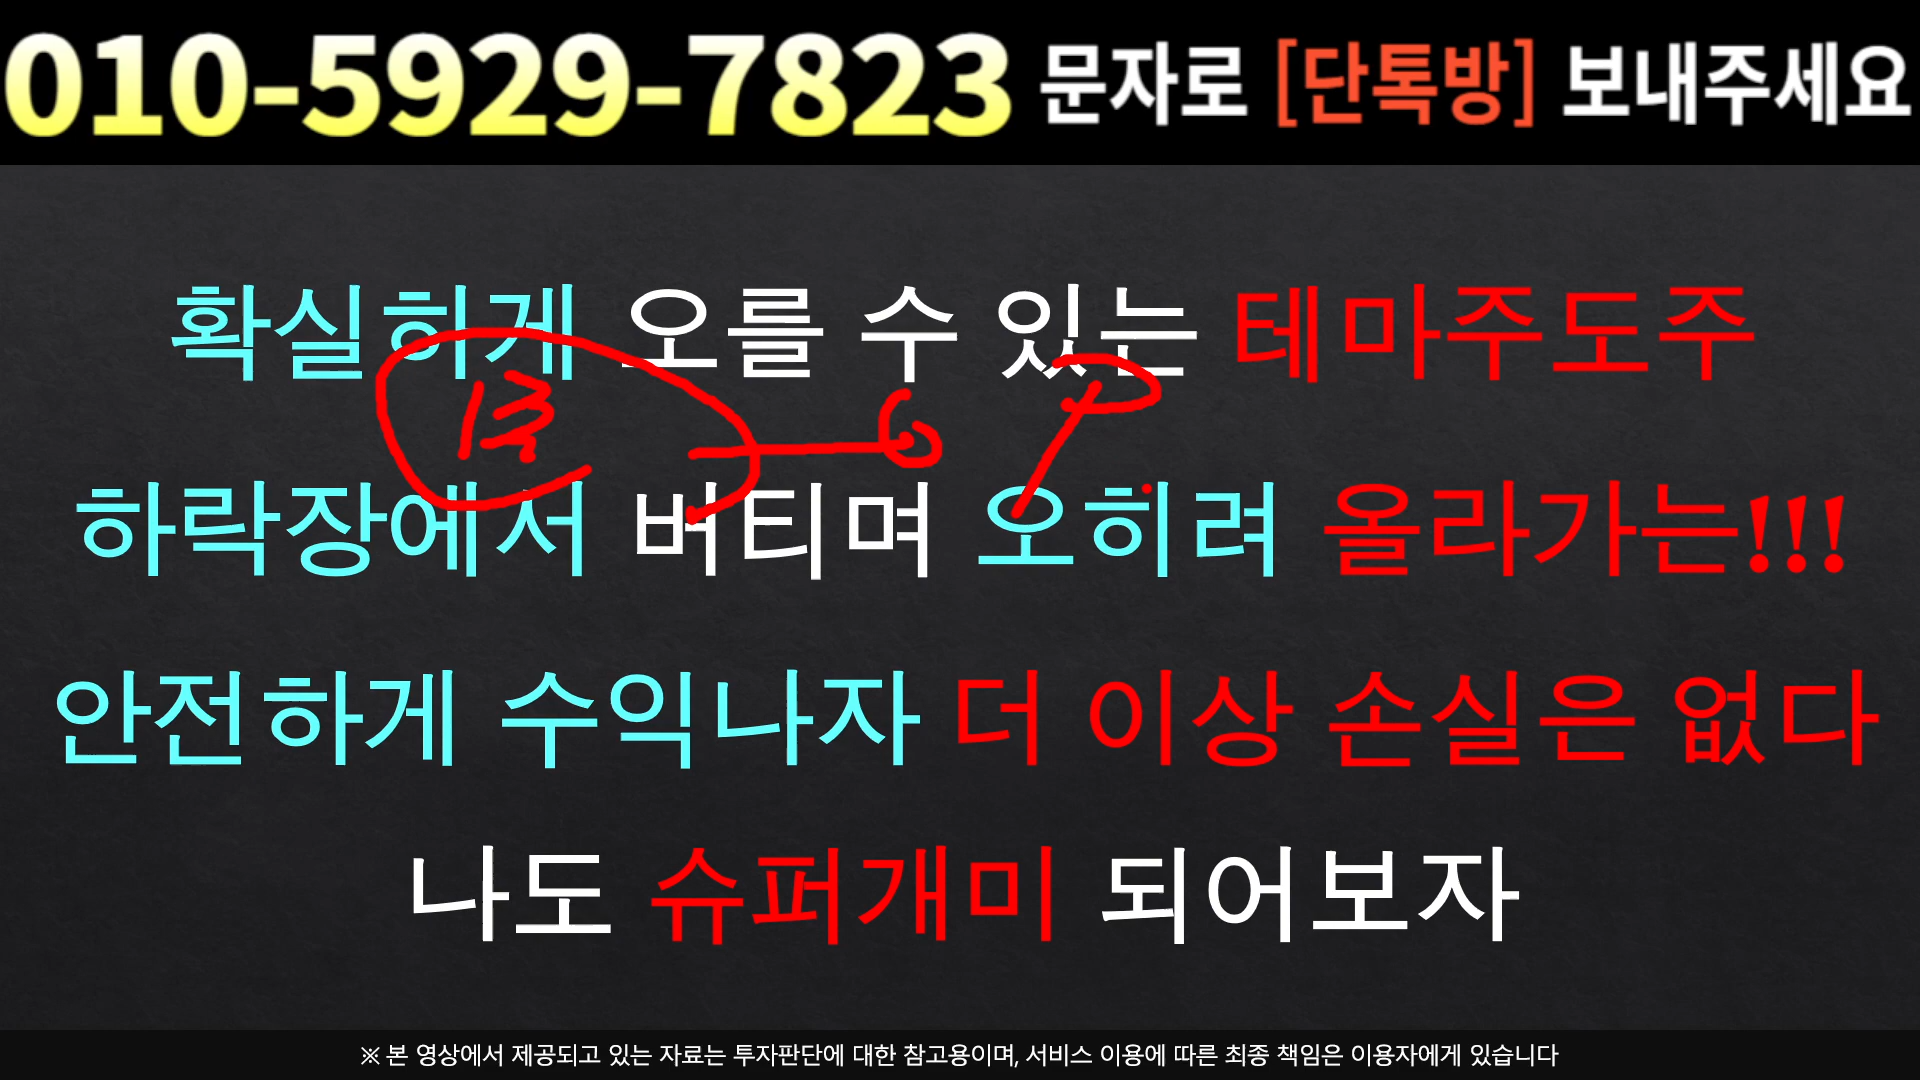 010-5929-7823 문자로 [단톡방] 보내주세요
확실하게 오를 수 있는 테마주도주
하락장에서 버티며 오히려 올라가는!!!
안전하게 수익나자 더 이상 손실은 없다
나도 슈퍼개미 되어보자
※ 본 영상에서 제공되고 있는 자료는 투자판단에 대한 참고용이며, 서비스 이용에 따른 최종 책임은 이용자에게 있습니다